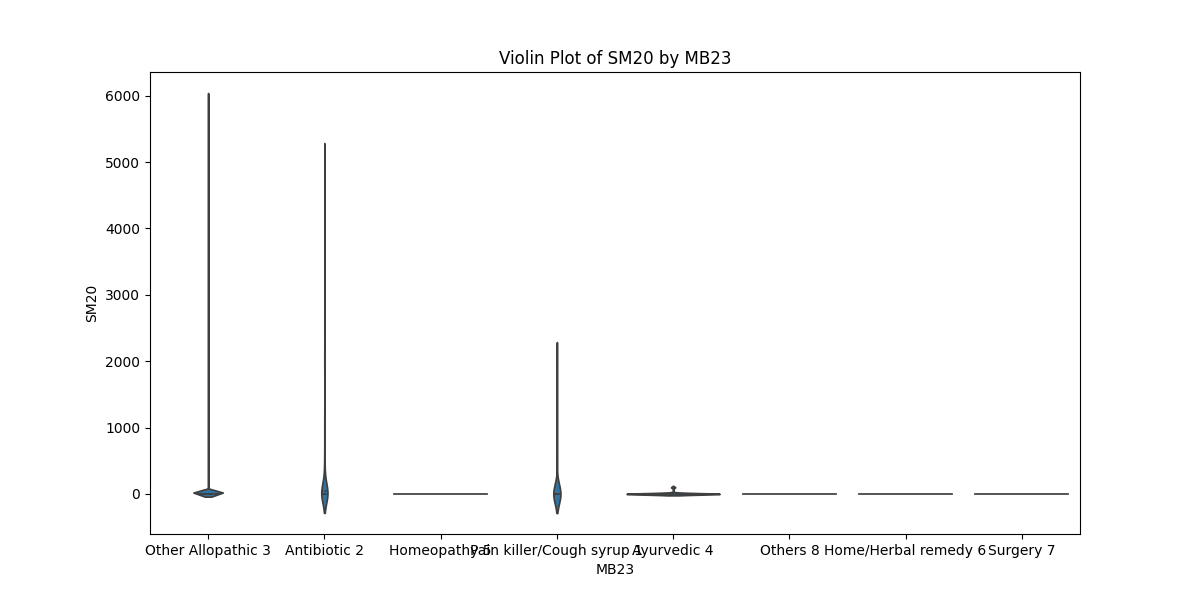 Violin Plot of SM20 by MB23
6000
5000
4000
3000
2000
1000
0
SM20
Other Allopathic 3
Antibiotic 2
Homeopathy 5
Pain killer/Cough syrup 1
Ayurvedic 4
Others 8
Home/Herbal remedy 6
Surgery 7
MB23